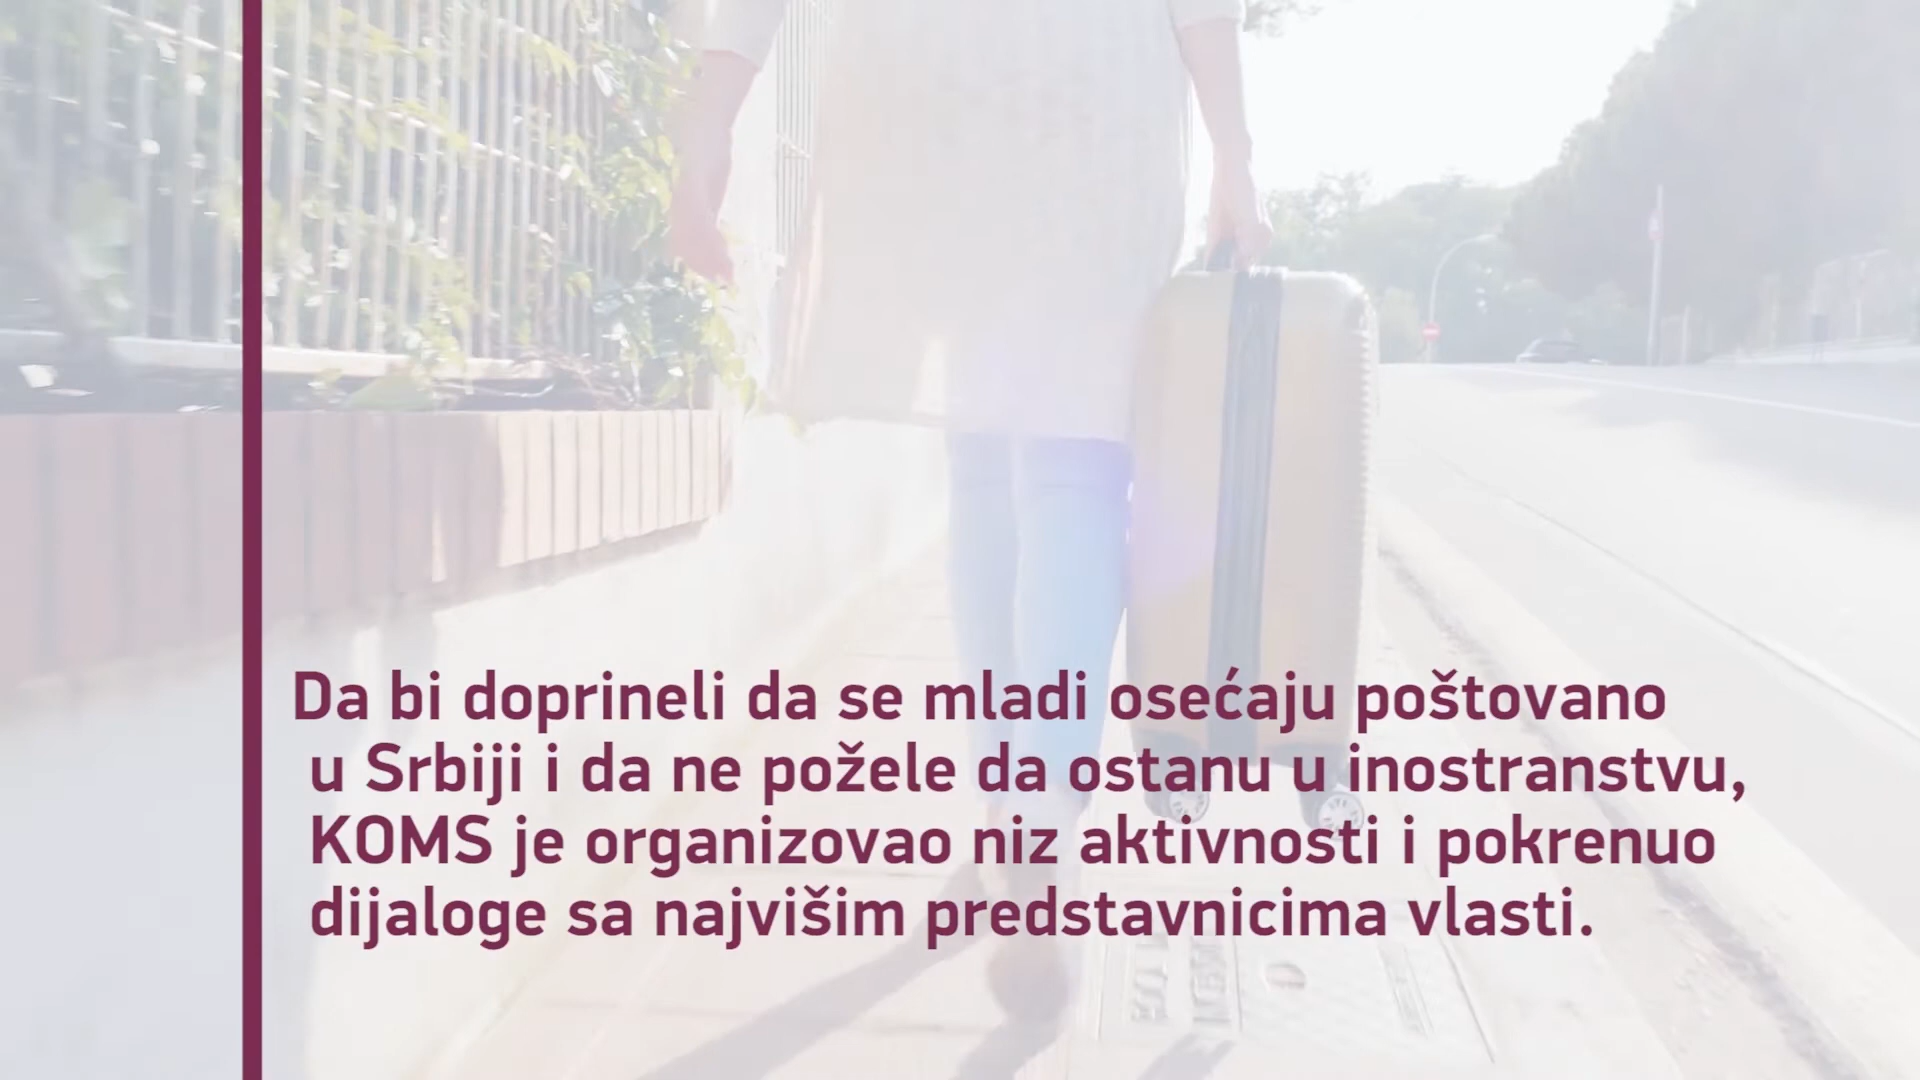 Da bi doprineli da se mladi osećaju poštovano
u Srbiji i da ne požele da ostanu u inostranstvu,
KOMS je organizovao niz aktivnosti i pokrenuo
dijaloge sa najvišim predstavnicima vlasti.